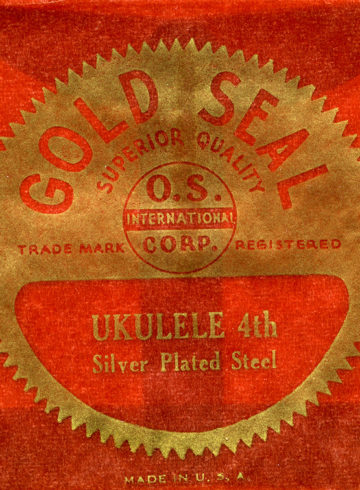 GOLD SEAL
SUPERIOR QUALITY
O.S.
INTERNATIONAL
CORP.
TRADE MARK REGISTERED
UKULELE 4th
Silver Plated Steel
MADE IN U. S. A.